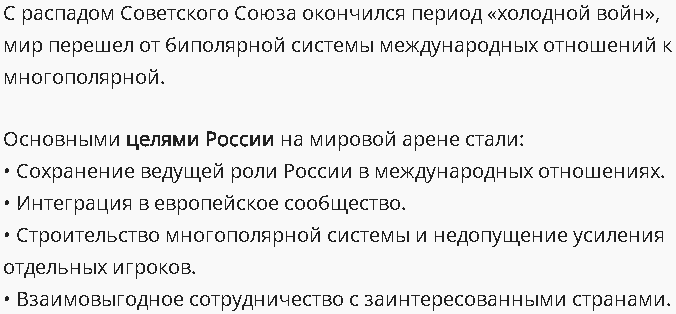 С распадом Советского Союза окончился период «холодной войн»,
мир перешел от биполярной системы международных отношений к
многополярной.
Основными целями России на мировой арене стали:
• Сохранение ведущей роли России в международных отношениях.
• Интеграция в европейское сообщество.
• Строительство многополярной системы и недопущение усиления
отдельных игроков.
• Взаимовыгодное сотрудничество с заинтересованными странами.